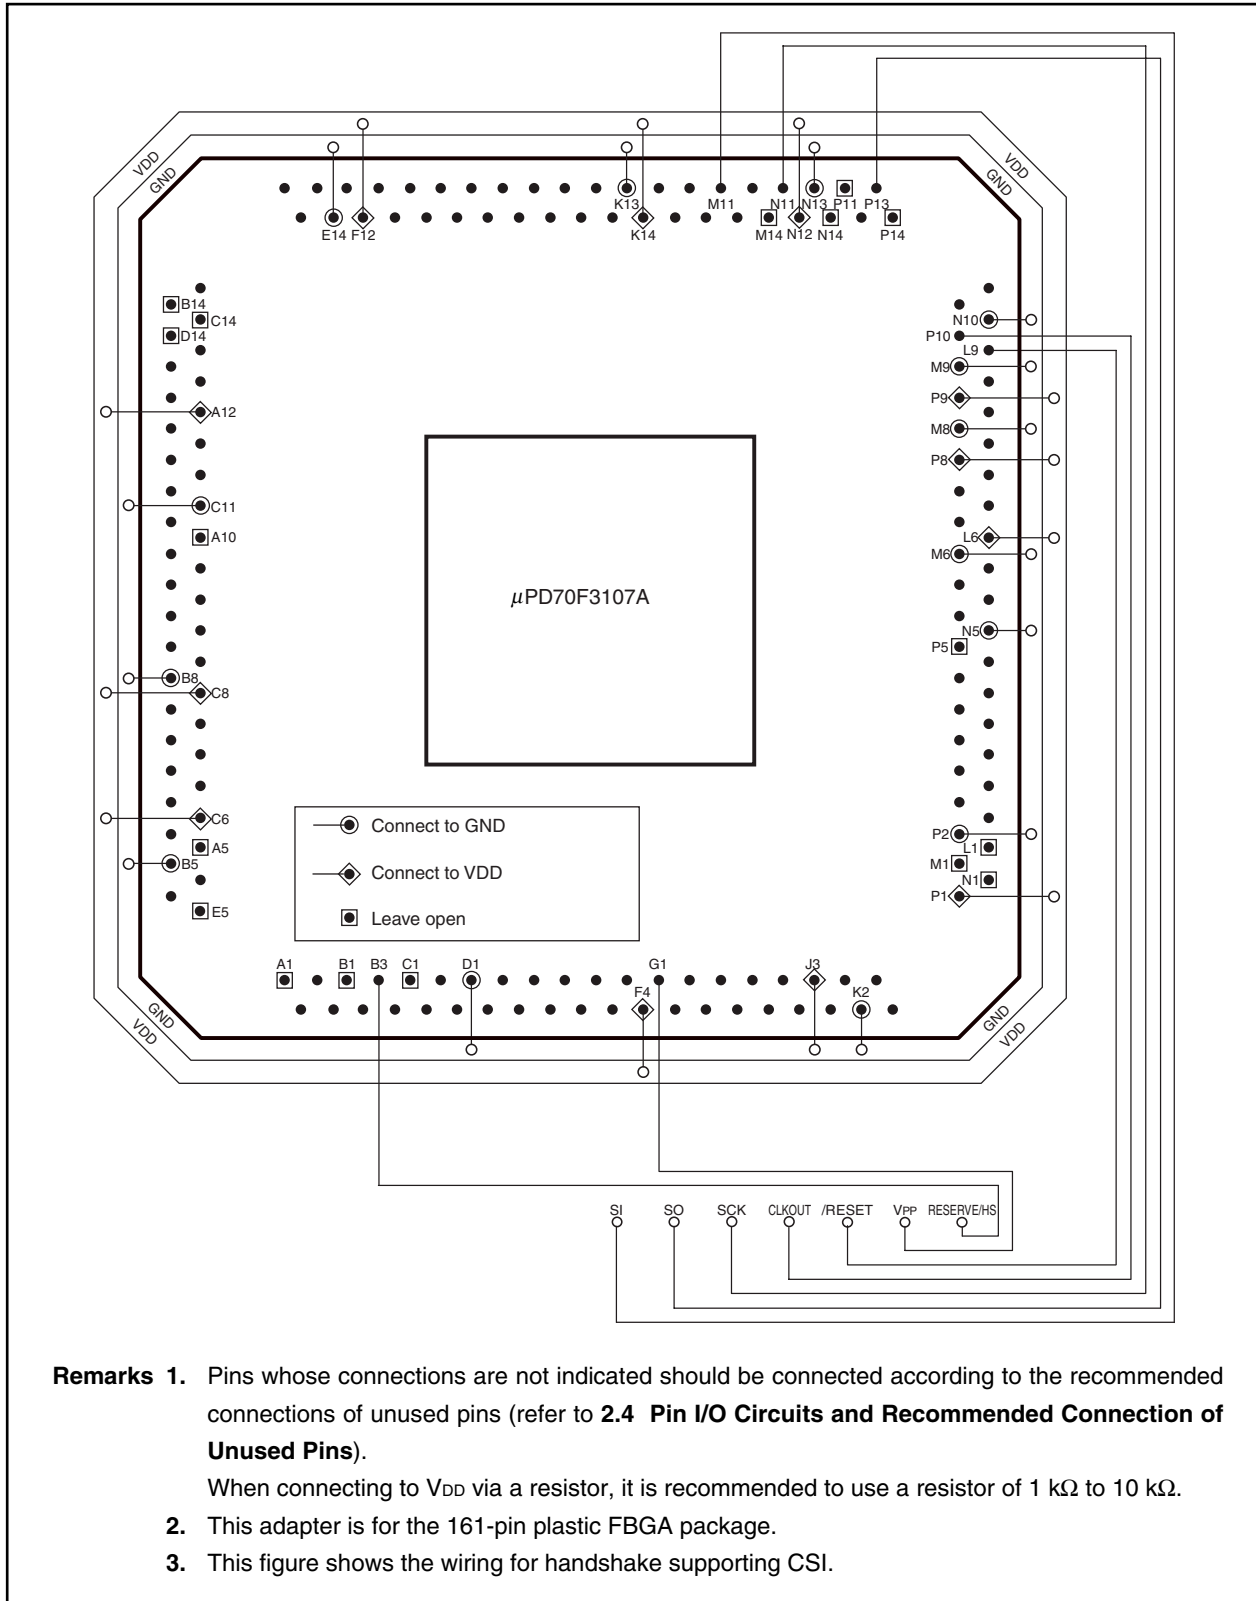 VDD
GND
VDD
GND
K13
M11
N11
N13
P11
P13
E14
F12
K14
M14
N12
N14
P14
B14
C14
D14
N10
P10
L9
M9
A12
P9
M8
P8
C11
A10
L6
M6
μPD70F3107A
N5
P5
B8
C8
C6
A5
B5
E5
P2
L1
M1
N1
P1
Connect to GND
Connect to VDD
Leave open
A1
B1
B3
C1
D1
G1
J3
F4
K2
GND
VDD
GND
VDD
SI
SO
SCK
CLKOUT
/RESET
VPP
RESERVE/HS
Remarks 1. Pins whose connections are not indicated should be connected according to the recommended
connections of unused pins (refer to 2.4 Pin I/O Circuits and Recommended Connection of
Unused Pins).
When connecting to VDD via a resistor, it is recommended to use a resistor of 1 kΩ to 10 kΩ.
2. This adapter is for the 161-pin plastic FBGA package.
3. This figure shows the wiring for handshake supporting CSI.